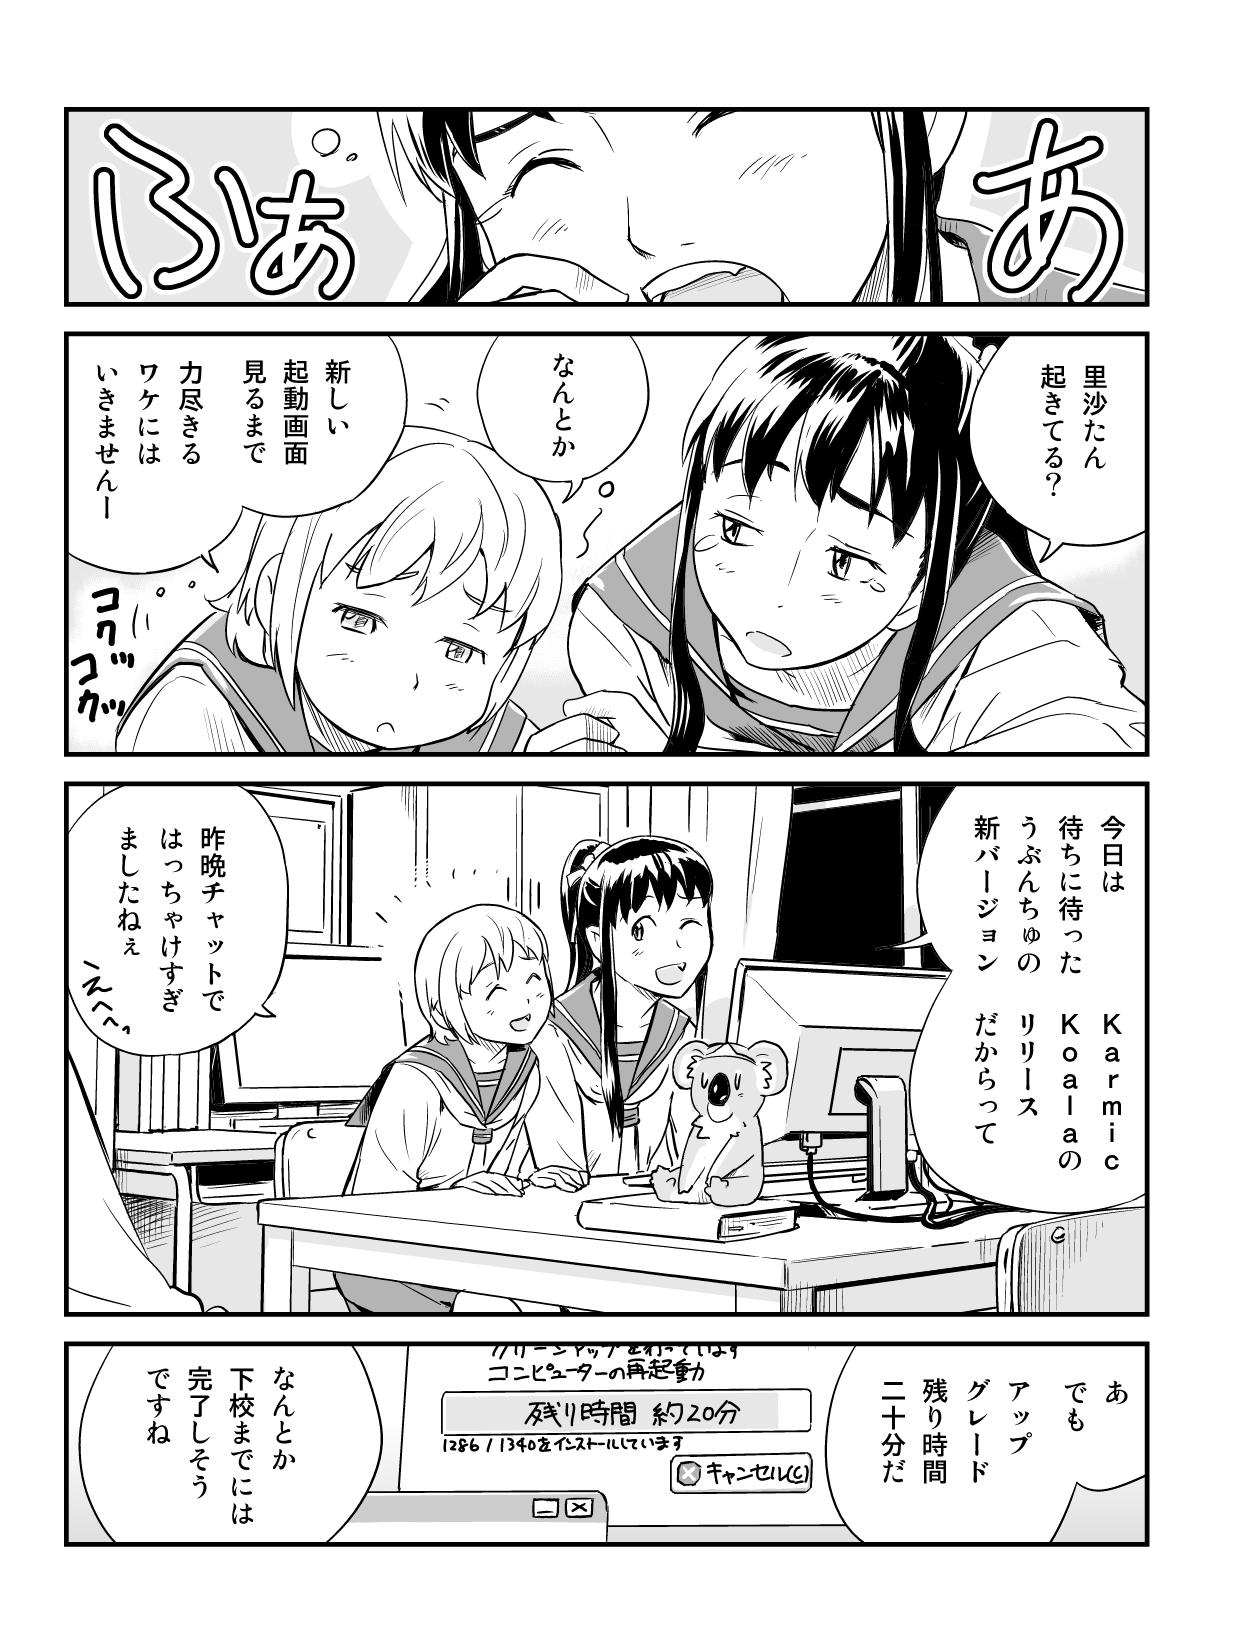 あ
ふぁ
里沙たん
起きてる?
なんとか
新しい
起動画面
見るまで
力尽きる
ワケには
いきませんー
コクッ
コクッ
今日は
待ちに待った
うぶんちゅの
新バージョン
Karmic
Koalaの
リリース
だからって
昨晩チャットで
はっちゃけすぎ
ましたねぇ
えへへっ
あ
でも
アップ
グレード
残り時間
二十分だ
クリーンアップを行っています
コンピューターの再起動
残り時間 約20分
1286 / 1340をインストールしています
キャンセル(C)
なんとか
下校までには
完了しそう
ですね